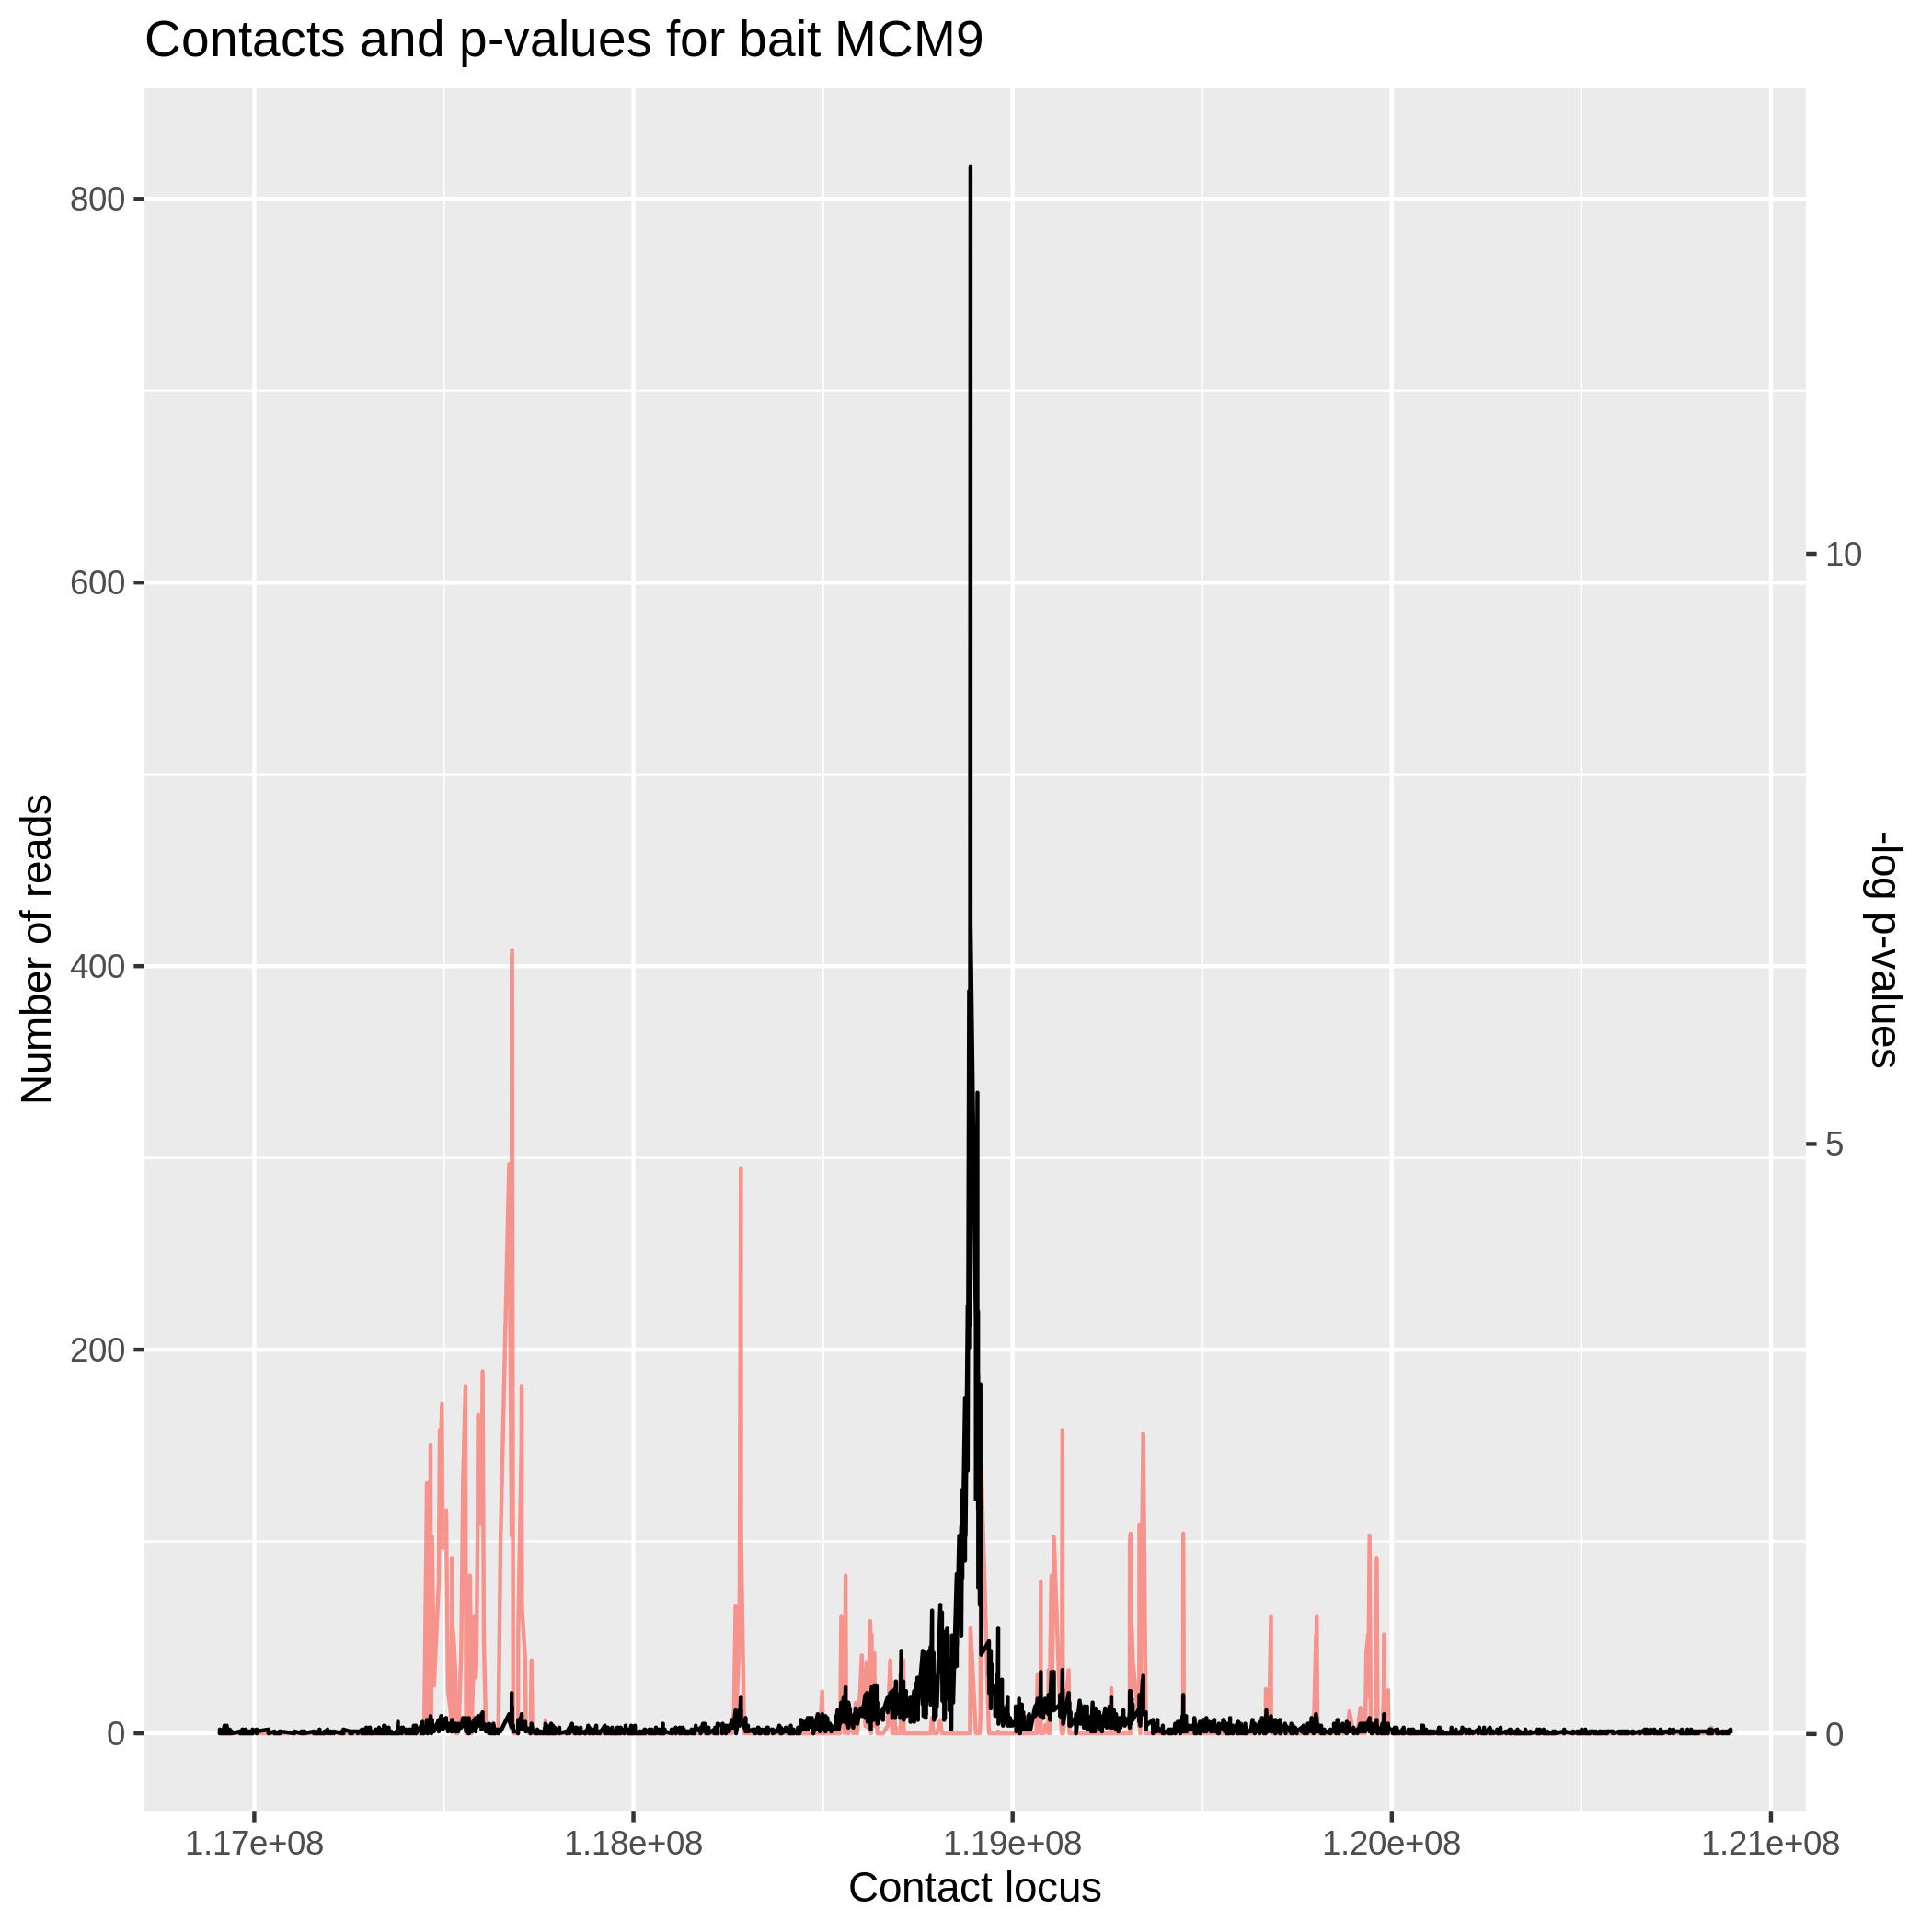 Contacts and p-values for bait MCM9
800
600
400
200
0
Number of reads
10
5
0
-log p-values
1.17e+08
1.18e+08
1.19e+08
1.20e+08
1.21e+08
Contact locus